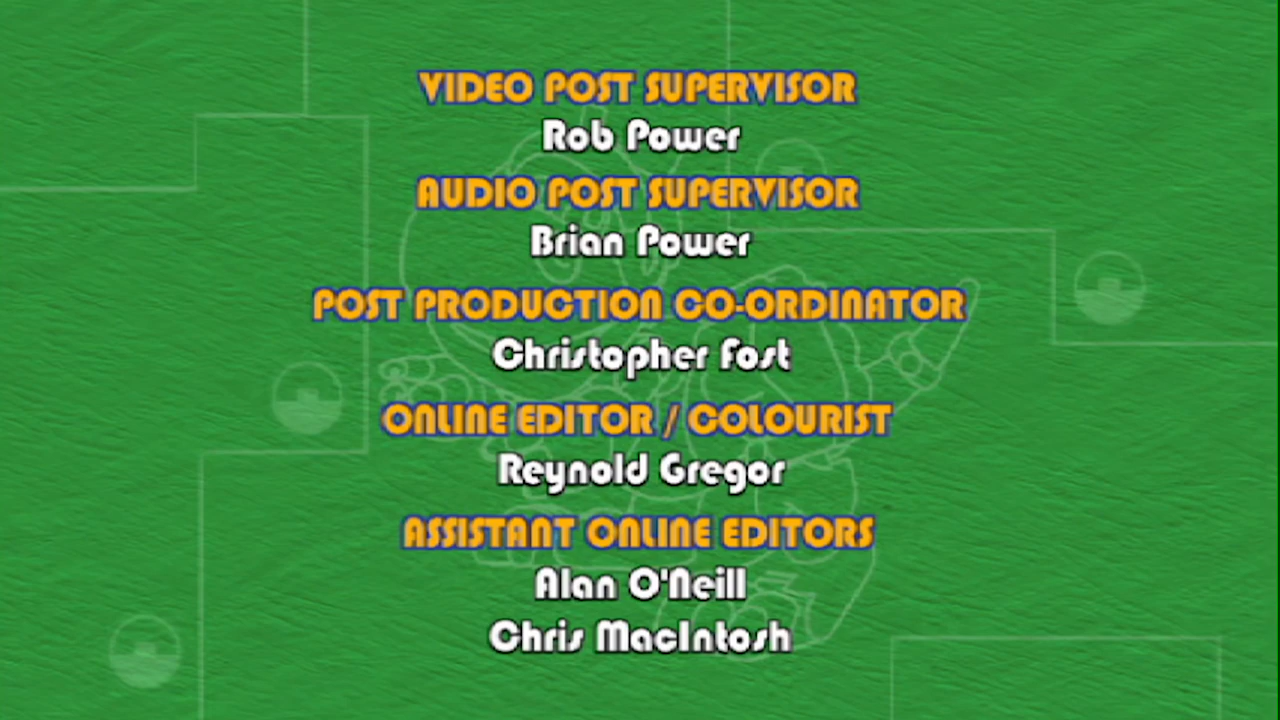 VIDEO POST SUPERVISOR
Rob Power
AUDIO POST SUPERVISOR
Brian Power
POST PRODUCTION CO-ORDINATOR
Christopher Fost
ONLINE EDITOR / COLOURIST
Reynold Gregor
ASSISTANT ONLINE EDITORS
Alan O'Neill
Chris MacIntosh